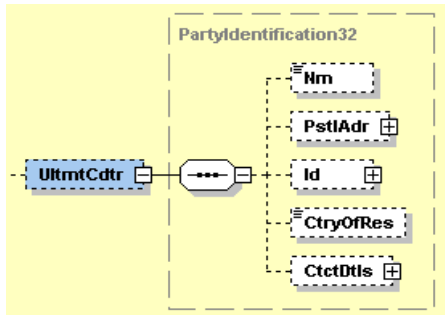 PartyIdentification32
Nm
PstlAdr
UltmtCdtr
Id
CtryOfRes
CtctDtls